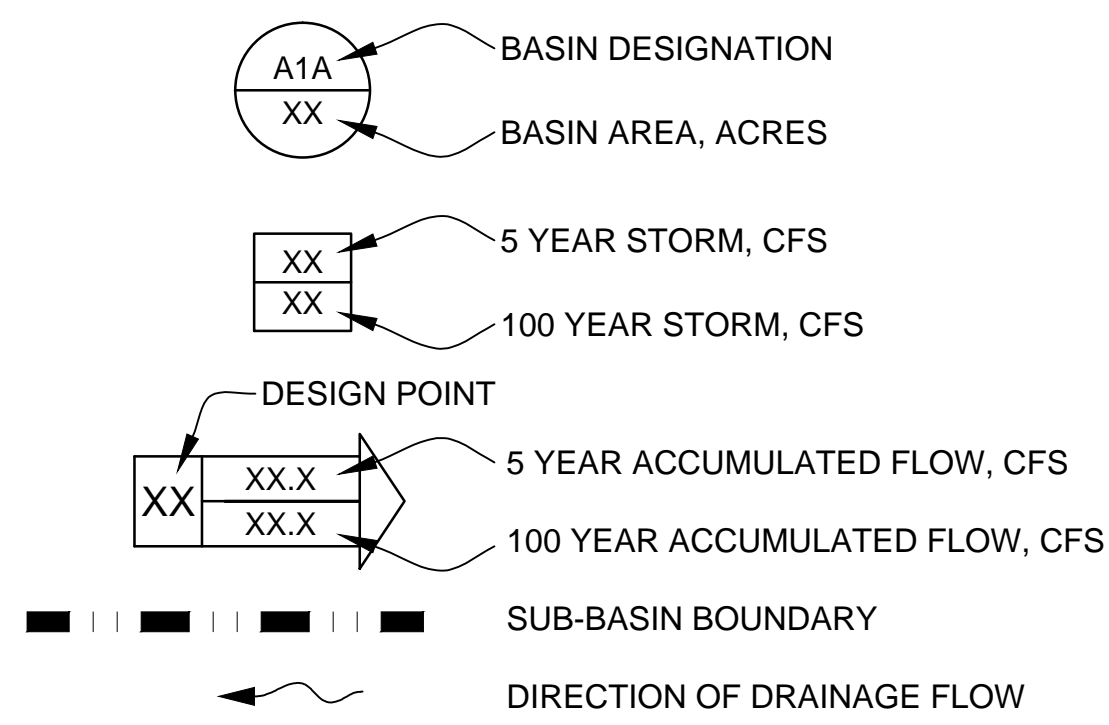 A1A
BASIN DESIGNATION
XX
BASIN AREA, ACRES
XX
5 YEAR STORM, CFS
XX
100 YEAR STORM, CFS
DESIGN POINT
XX
XX.X
5 YEAR ACCUMULATED FLOW, CFS
XX.X
100 YEAR ACCUMULATED FLOW, CFS
SUB-BASIN BOUNDARY
DIRECTION OF DRAINAGE FLOW